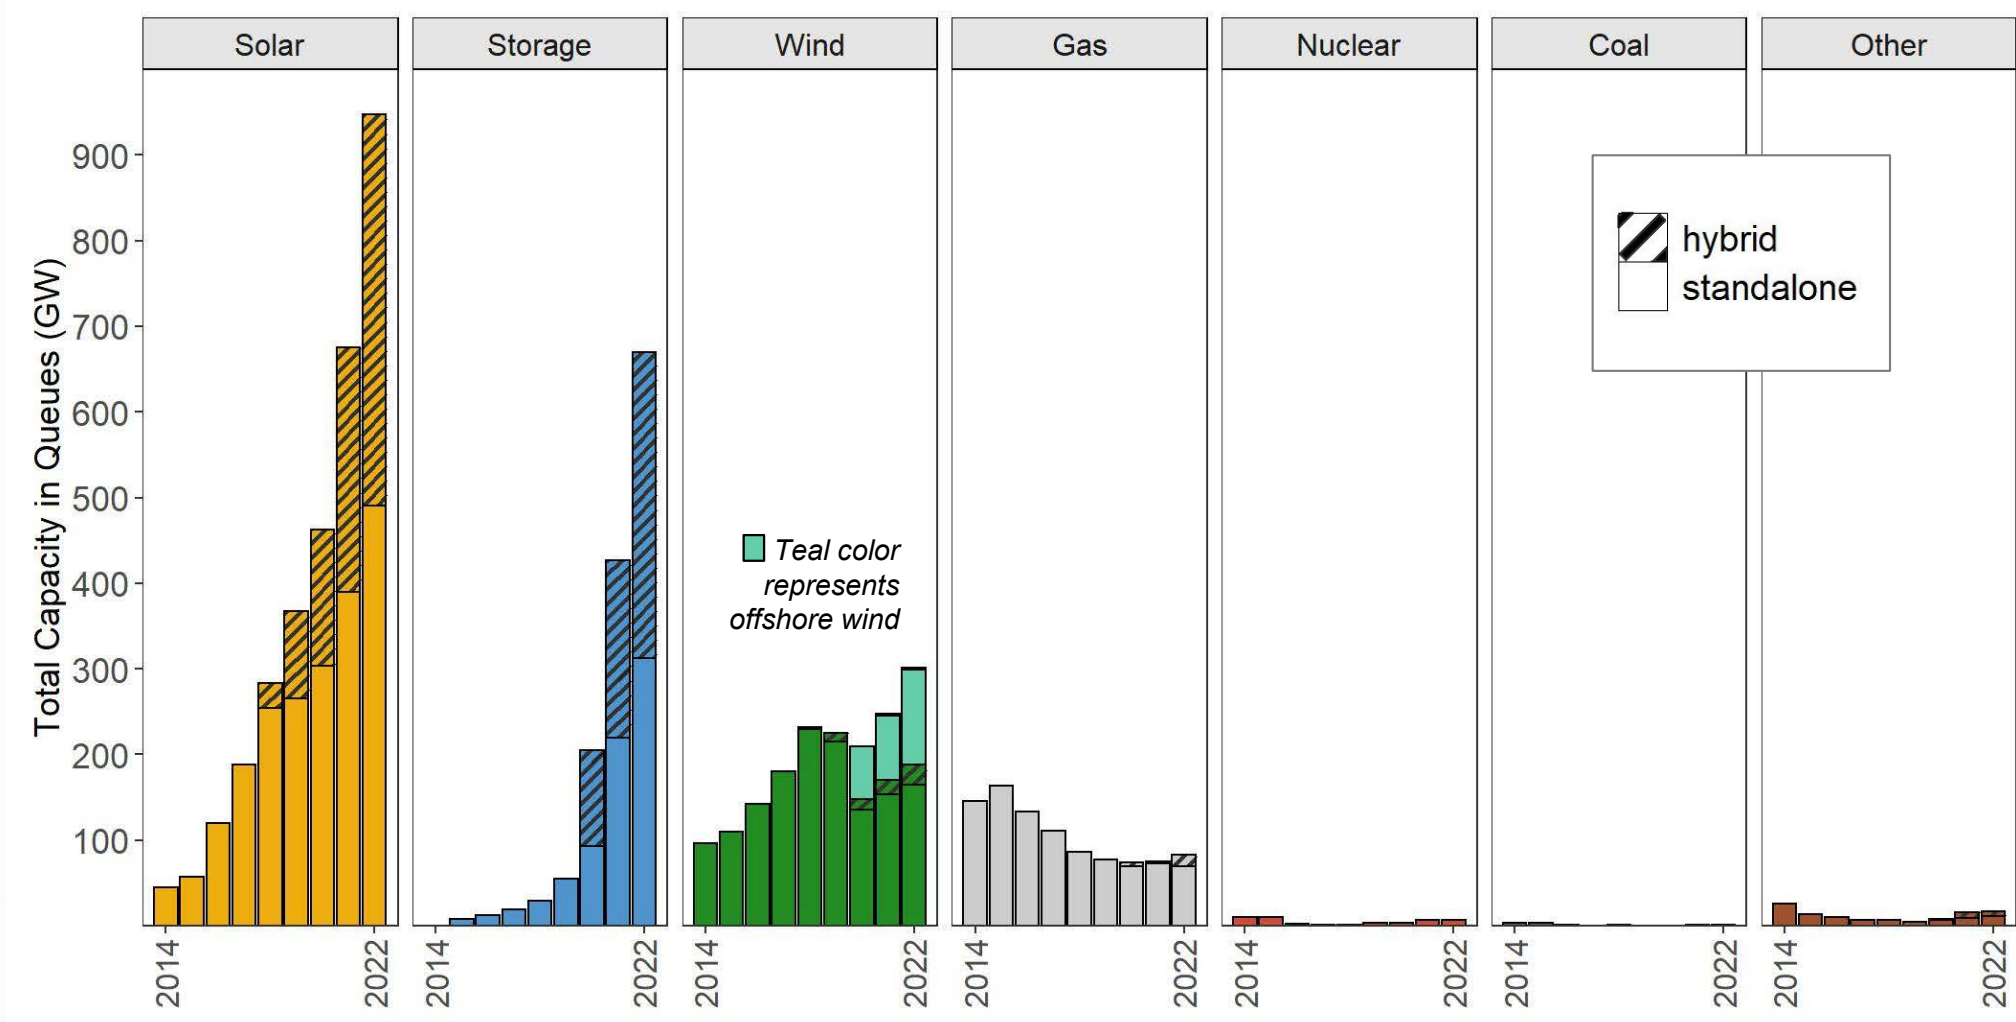 Solar
Storage
Wind
Gas
Nuclear
Coal
Other
Total Capacity in Queues (GW)
900
800
700
600
500
400
300
200
100
hybrid
standalone
Teal color
represents
offshore wind
2014
2022
2014
2022
2014
2022
2014
2022
2014
2022
2014
2022
2014
2022